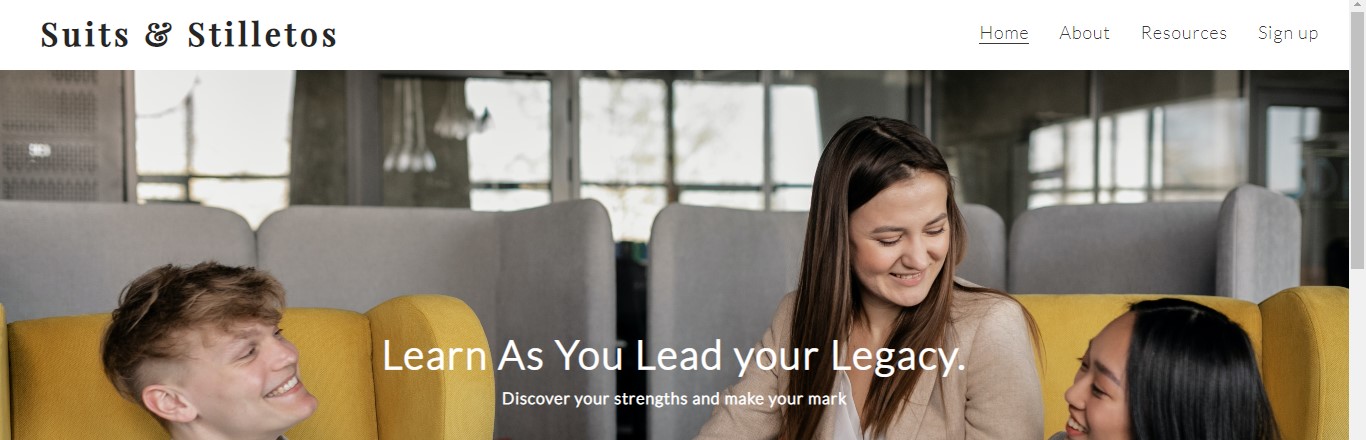 Suits & Stilletos
Home About Resources Sign up
Learn As You Lead your Legacy.
Discover your strengths and make your mark